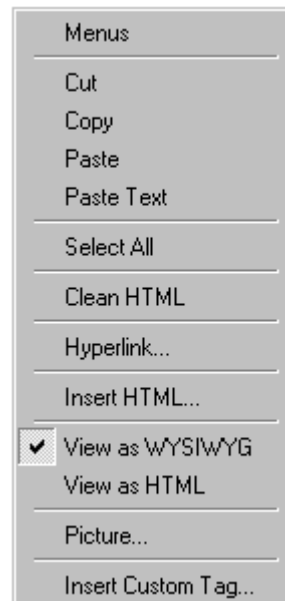 Menus
Cut
Copy
Paste
Paste Text
Select All
Clean HTML
Hyperlink...
Insert HTML...
View as WYSIWYG
View as HTML
Picture...
Insert Custom Tag...